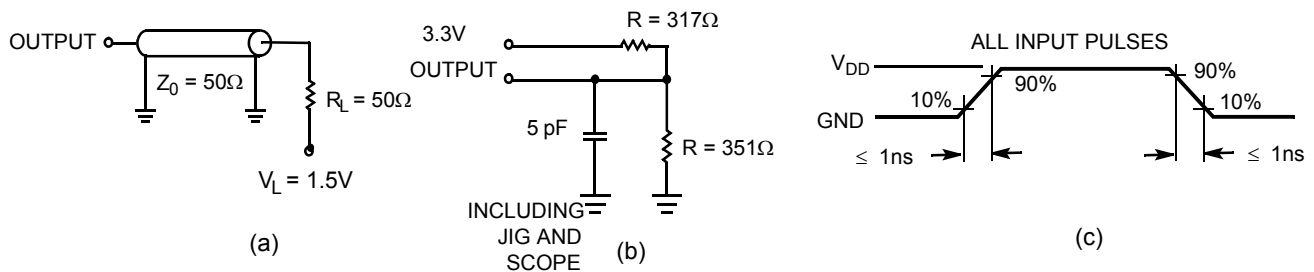 OUTPUT
Z0 = 50Ω
RL = 50Ω
VL = 1.5V
(a)
R = 317Ω
3.3V
OUTPUT
5 pF
R = 351Ω
INCLUDING
JIG AND
SCOPE
(b)
ALL INPUT PULSES
VDD
90%
90%
10%
10%
GND
≤ 1ns
≤ 1ns
(c)